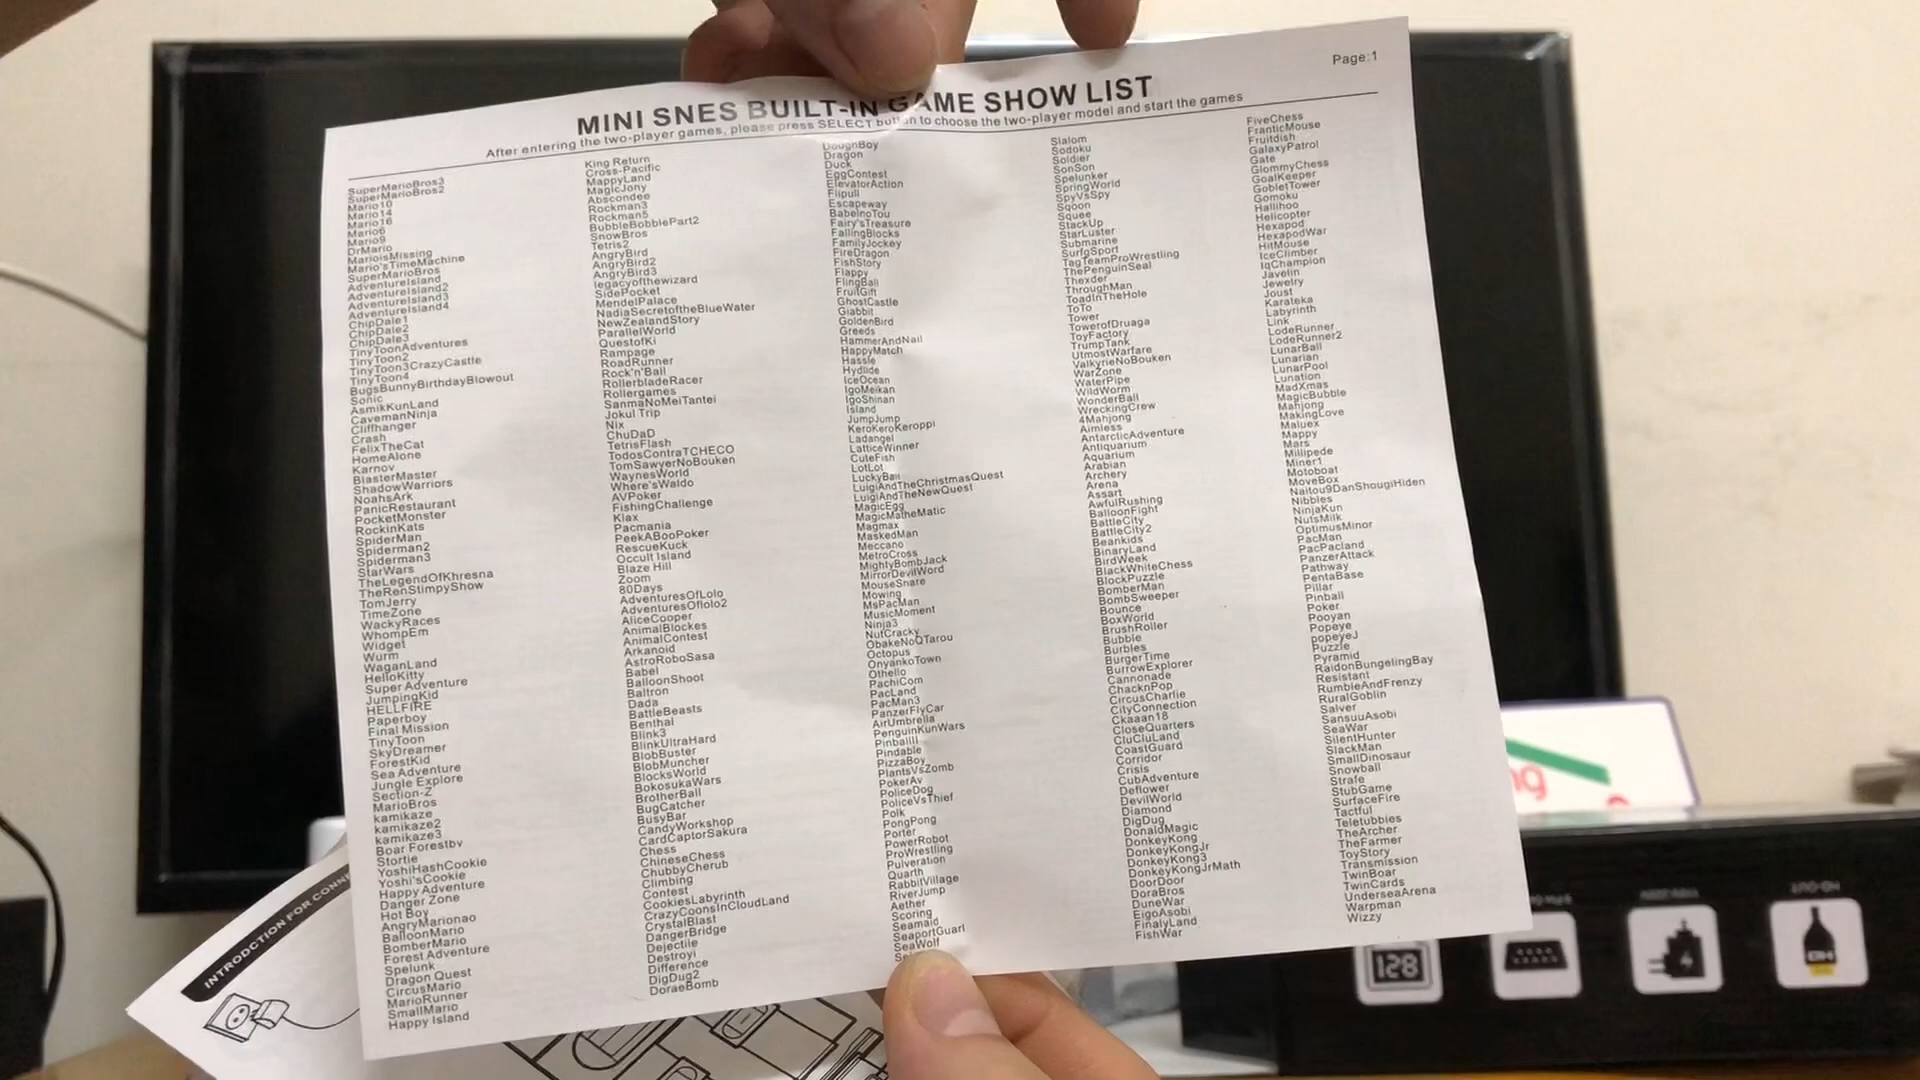 Page:1
MINI SNES BUILT-IN GAME SHOW LIST
After entering the two-player games, please press SELECT button to choose the two-player model and start the games
SuperMarioBros3
SuperMarioBros2
Mario10
Mario14
Mario16
Mario6
Mario9
DrMario
MarioisMissing
Mario'sTimeMachine
SuperMarioBros
AdventureIsland
AdventureIsland2
AdventureIsland3
AdventureIsland4
ChipDale1
ChipDale2
ChipDale3
TinyToonAdventures
TinyToon2
TinyToon3CrazyCastle
TinyToon4
BugsBunnyBirthdayBlowout
Sonic
AsmikKunLand
CavemanNinja
Cliffhanger
Crash
FelixTheCat
HomeAlone
Karnov
BlasterMaster
ShadowWarriors
NoahsArk
PanicRestaurant
PocketMonster
RockinKats
SpiderMan
Spiderman2
Spiderman3
StarWars
TheLegendOfKhresna
TheRenStimpyShow
TomJerry
TimeZone
WackyRaces
WhompEm
Widget
Wurm
WaganLand
HelloKitty
Super Adventure
JumpingKid
HELLFIRE
Paperboy
Final Mission
TinyToon
SkyDreamer
ForestKid
Sea Adventure
Jungle Explore
Section-Z
MarioBros
kamikaze
kamikaze2
kamikaze3
Boar Forestby
Stortie
YoshiHashCookie
Yoshi'sCookie
Happy Adventure
Danger Zone
Hot Boy
AngryMarionao
BalloonMario
BomberMario
Forest Adventure
Spelunk
Dragon Quest
CircusMario
MarioRunner
SmallMario
Happy Island
King Return
Cross-Pacific
MappyLand
MagicJony
Abscondee
Rockman3
Rockman5
BubbleBobblePart2
SnowBros
Tetris2
AngryBird
AngryBird2
AngryBird3
legacyofthewizard
SidePocket
MendelPalace
NadiaSecretoftheBlueWater
NewZealandStory
ParallelWorld
QuestofKi
Rampage
RoadRunner
Rock'n'Ball
RollerbladeRacer
Rollergames
SanmaNoMeiTantei
Jokul Trip
Nix
ChuDaD
TetrisFlash
TodosContraTCHECO
TomSawyerNoBouken
WaynesWorld
Where'sWaldo
AVPoker
FishingChallenge
Klax
Pacmania
PeekABooPoker
RescueKuck
Occult Island
Blaze Hill
Zoom
80Days
AdventuresOfLolo
AdventuresOflolo2
AliceCooper
AnimalBlockes
AnimalContest
Arkanoid
AstroRoboSasa
Babel
BalloonShoot
Baltron
Dada
BattleBeasts
Benthal
Blink3
BlinkUltraHard
BlobBuster
BlobMuncher
BlocksWorld
BokosukaWars
BrotherBall
BugCatcher
BusyBar
CandyWorkshop
CardCaptorSakura
Chess
ChineseChess
ChubbyCherub
Climbing
Contest
CookiesLabyrinth
CrazyCoonsInCloudLand
CrystalBlast
DangerBridge
Dejectile
Destroyi
Difference
DigDug2
DoraeBomb
DoughBoy
Dragon
Duck
EggContest
ElevatorAction
Flipull
Escapeway
BabelnoTou
Fairy'sTreasure
FallingBlocks
FamilyJockey
FireDragon
FishStory
Flappy
FlingBall
FruitGift
GhostCastle
Giabbit
GoldenBird
Greeds
HammerAndNail
HappyMatch
Hassle
Hydlide
IceOcean
IgoMeikan
IgoShinan
Island
JumpJump
KeroKeroKeroppi
Ladangel
LatticeWinner
CuteFish
LotLot
LuckyBall
LuigiAndTheChristmasQuest
LuigiAndTheNewQuest
MagicEgg
MagicMatheMatic
Magmax
MaskedMan
Meccano
MetroCross
MightyBombJack
MirrorDevilWord
MouseSnare
Mowing
MsPacMan
MusicMoment
Ninja3
NutCracky
ObakeNoQTarou
Octopus
OnyankoTown
Othello
PachiCom
PacLand
PacMan3
PanzerFlyCar
AirUmbrella
PenguinKunWars
Pinballll
Pindable
PizzaBoy
PlantsVsZomb
PokerAv
PoliceDog
PoliceVsThief
Polk
PongPong
Porter
PowerRobot
ProWrestling
Pulveration
Quarth
RabbitVillage
RiverJump
Aether
Scoring
Seamaid
SeaportGuarl
SeaWolf
Slalom
Sodoku
Soldier
SonSon
Spelunker
SpringWorld
SpyVsSpy
Sqoon
Squee
StackUp
StarLuster
Submarine
SurfgSport
TagTeamProWrestling
ThePenguinSeal
Thexder
ThroughMan
ToadInTheHole
ToTo
Tower
TowerofDruaga
ToyFactory
TrumpTank
UtmostWarfare
ValkyrieNoBouken
WarZone
WaterPipe
WildWorm
WonderBall
WreckingCrew
4Mahjong
Aimless
AntarcticAdventure
Antiquarium
Aquarium
Arabian
Archery
Arena
Assart
AwfulRushing
BalloonFight
BattleCity
BattleCity2
Beankids
BinaryLand
BirdWeek
BlackWhiteChess
BlockPuzzle
BomberMan
BombSweeper
Bounce
BoxWorld
BrushRoller
Bubble
Burbles
BurgerTime
BurrowExplorer
Cannonade
ChacknPop
CircusCharlie
CityConnection
Ckaaan18
CloseQuarters
CluCluLand
CoastGuard
Corridor
Crisis
CubAdventure
Deflower
DevilWorld
Diamond
DigDug
DonaldMagic
DonkeyKong
DonkeyKongJr
DonkeyKong3
DonkeyKongJrMath
DoorDoor
DoraBros
DuneWar
EigoAsobi
FinalyLand
FishWar
FiveChess
FranticMouse
Fruitdish
GalaxyPatrol
Gate
GlommyChess
GoalKeeper
GobletTower
Gomoku
Hallihoo
Helicopter
Hexapod
HexapodWar
HitMouse
IceClimber
IqChampion
Javelin
Jewelry
Joust
Karateka
Labyrinth
Link
LodeRunner
LodeRunner2
LunarBall
Lunarian
LunarPool
Lunation
MadXmas
MagicBubble
Mahjong
MakingLove
Maluex
Mappy
Mars
Millipede
Miner1
Motoboat
MoveBox
Naitou9DanShougiHiden
Nibbles
NinjaKun
NutsMilk
OptimusMinor
PacMan
PacPacland
PanzerAttack
Pathway
PentaBase
Pillar
Pinball
Poker
Pooyan
Popeye
popeyeJ
Puzzle
Pyramid
RaidonBungelingBay
Resistant
RumbleAndFrenzy
RuralGoblin
Salver
SansuuAsobi
SeaWar
SilentHunter
SlackMan
SmallDinosaur
Snowball
Strafe
StubGame
SurfaceFire
Tactful
Teletubbies
TheArcher
TheFarmer
ToyStory
Transmission
TwinBoar
TwinCards
UnderseaArena
Warpman
Wizzy
INTRODCTION FOR CONNE
ng
128
HD-OUT
HD